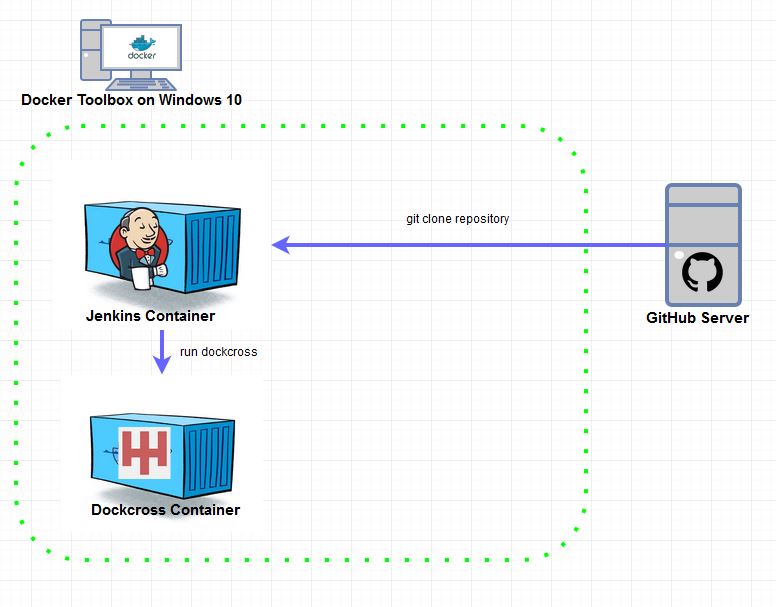 docker
Docker Toolbox on Windows 10
git clone repository
Jenkins Container
GitHub Server
run dockcross
Dockcross Container